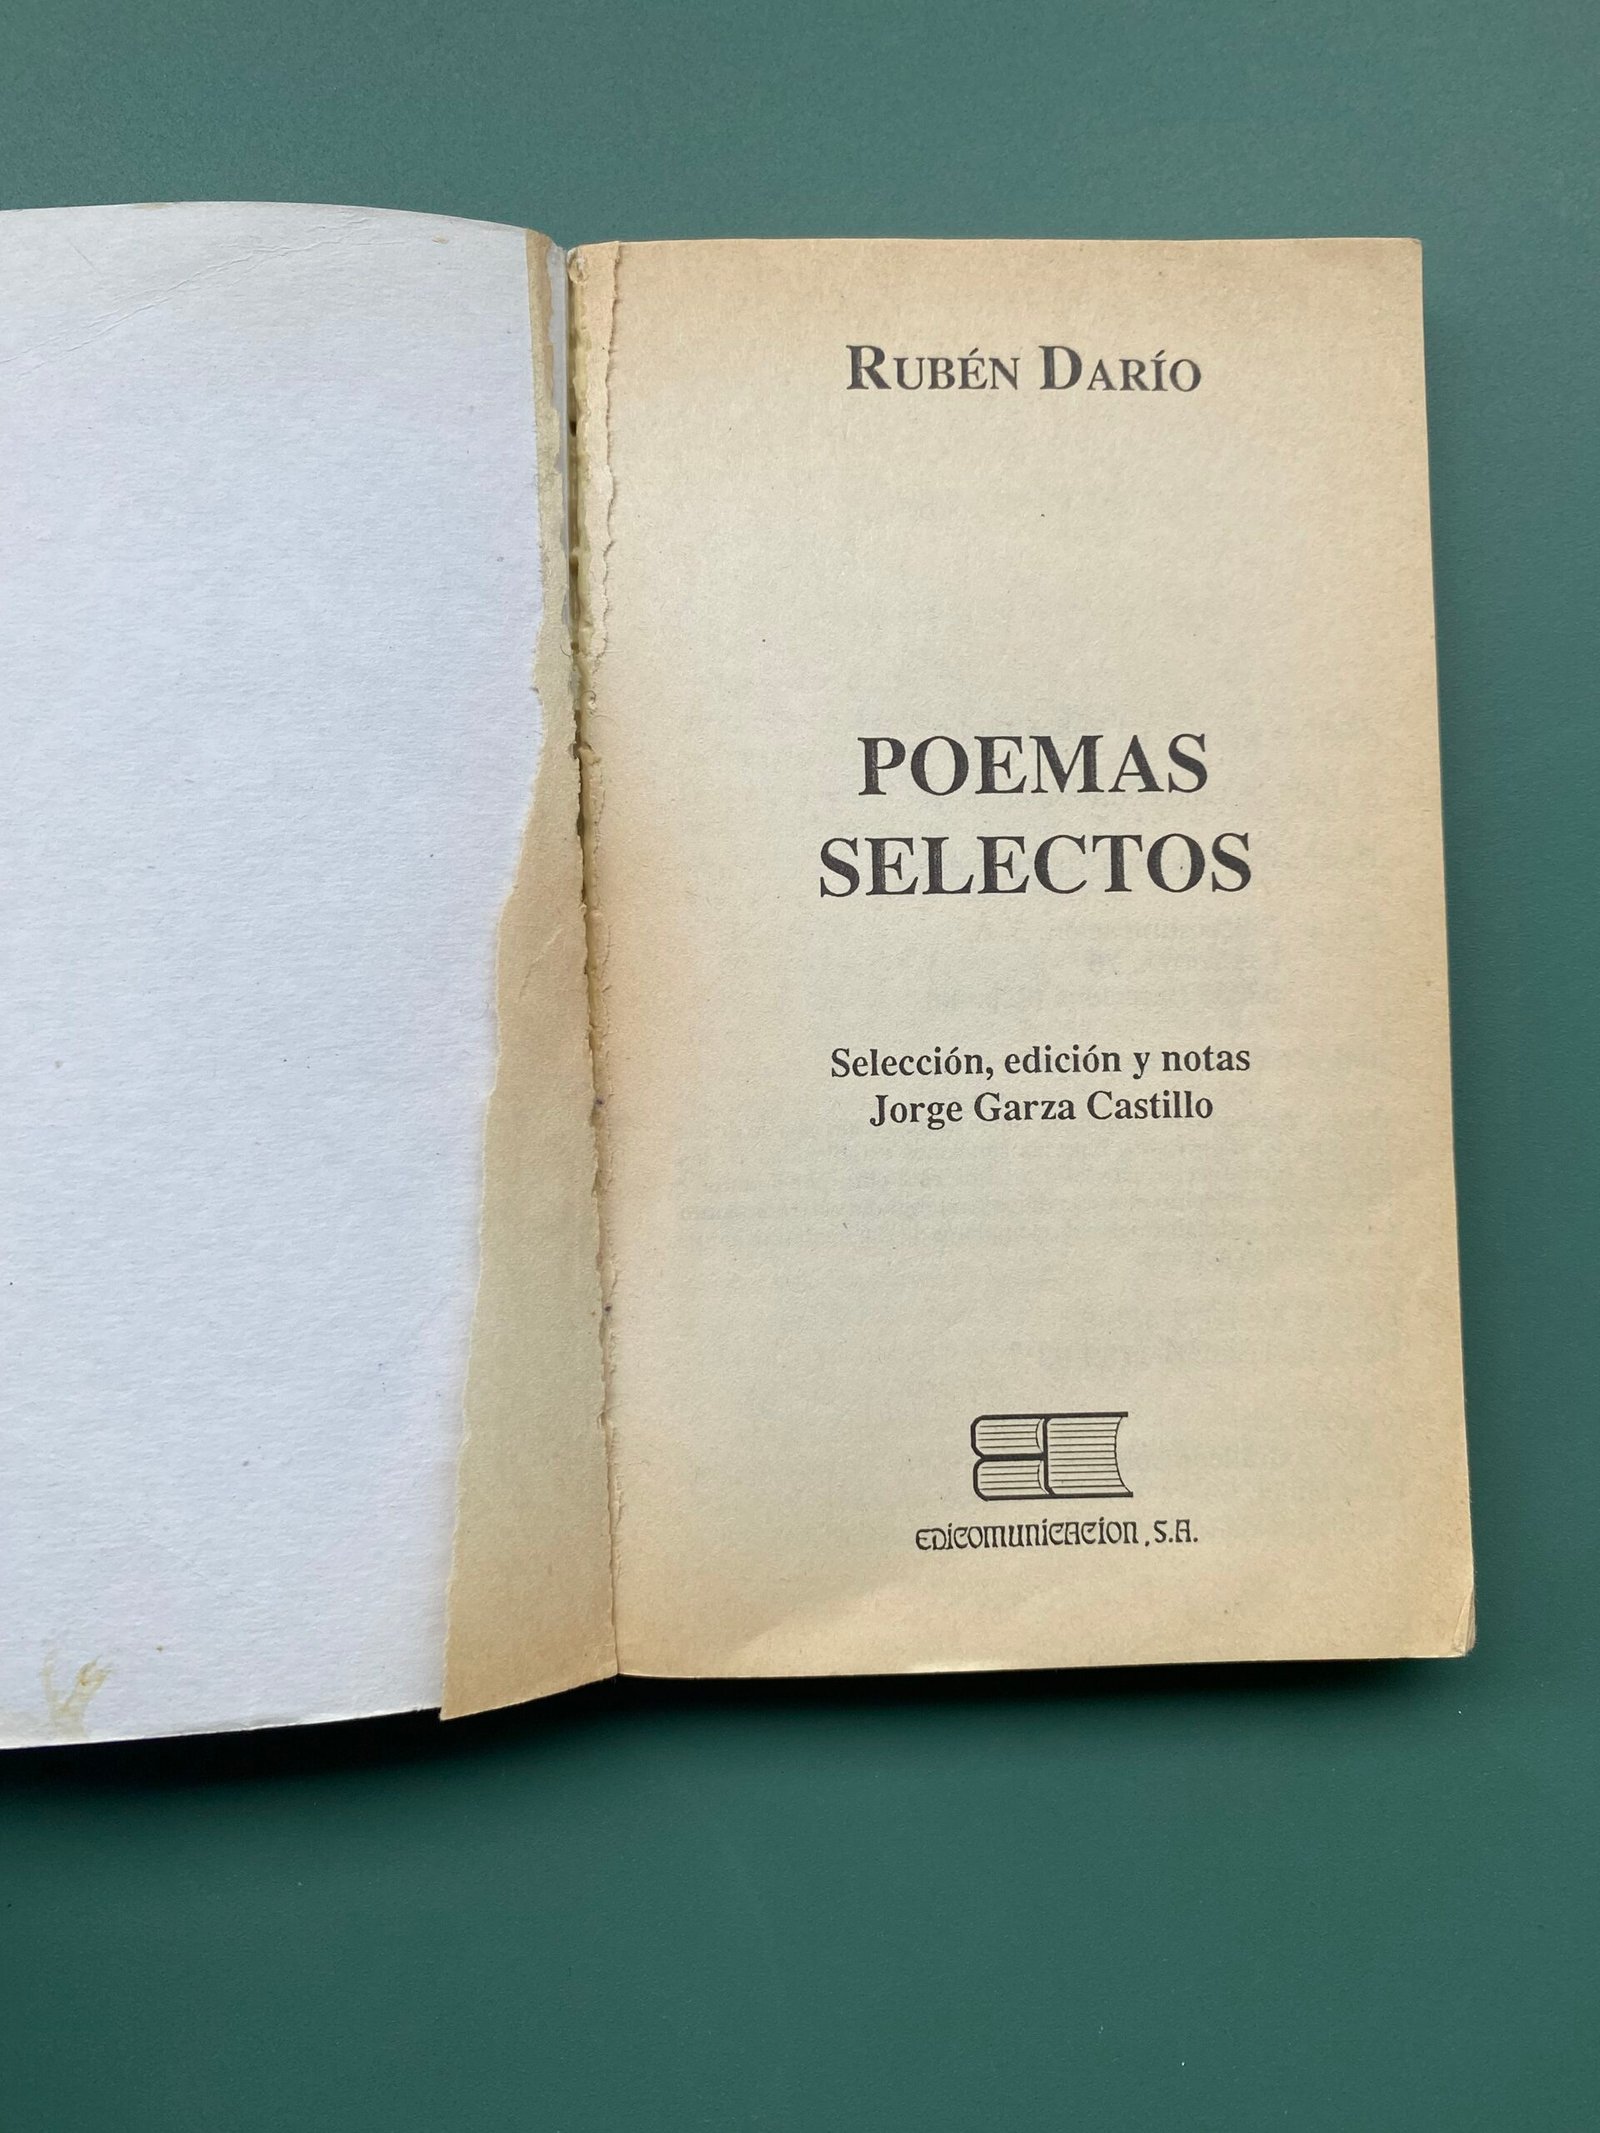 RUBÉN DARÍO
POEMAS
SELECTOS
Selección, edición y notas
Jorge Garza Castillo
EDICOMUNICACION, S.A.